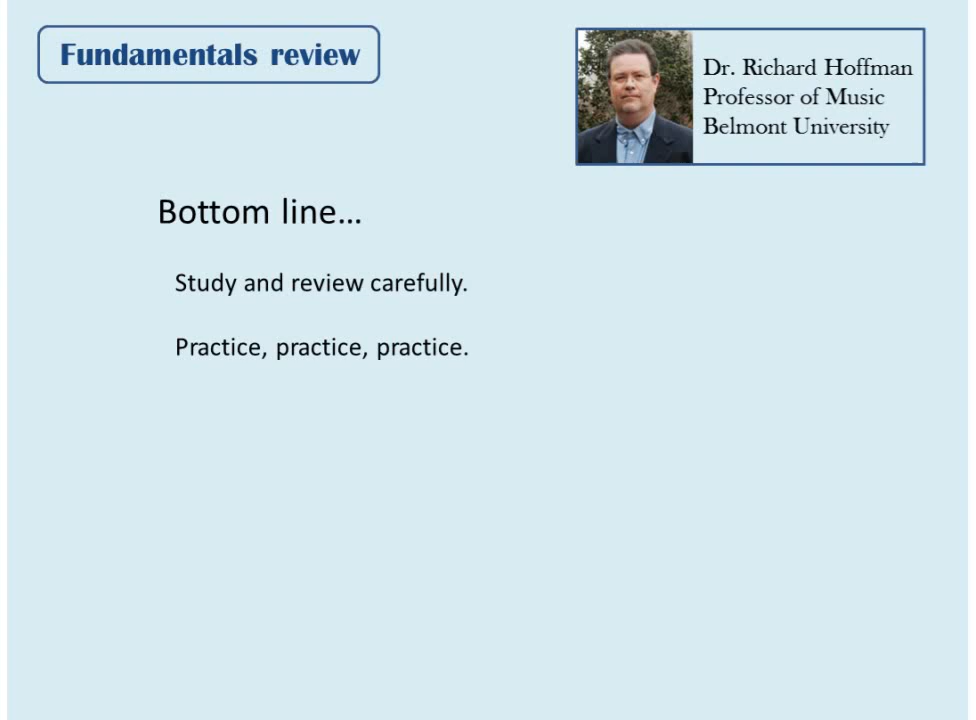 Fundamentals review
Dr. Richard Hoffman
Professor of Music
Belmont University
Bottom line...
Study and review carefully.
Practice, practice, practice.